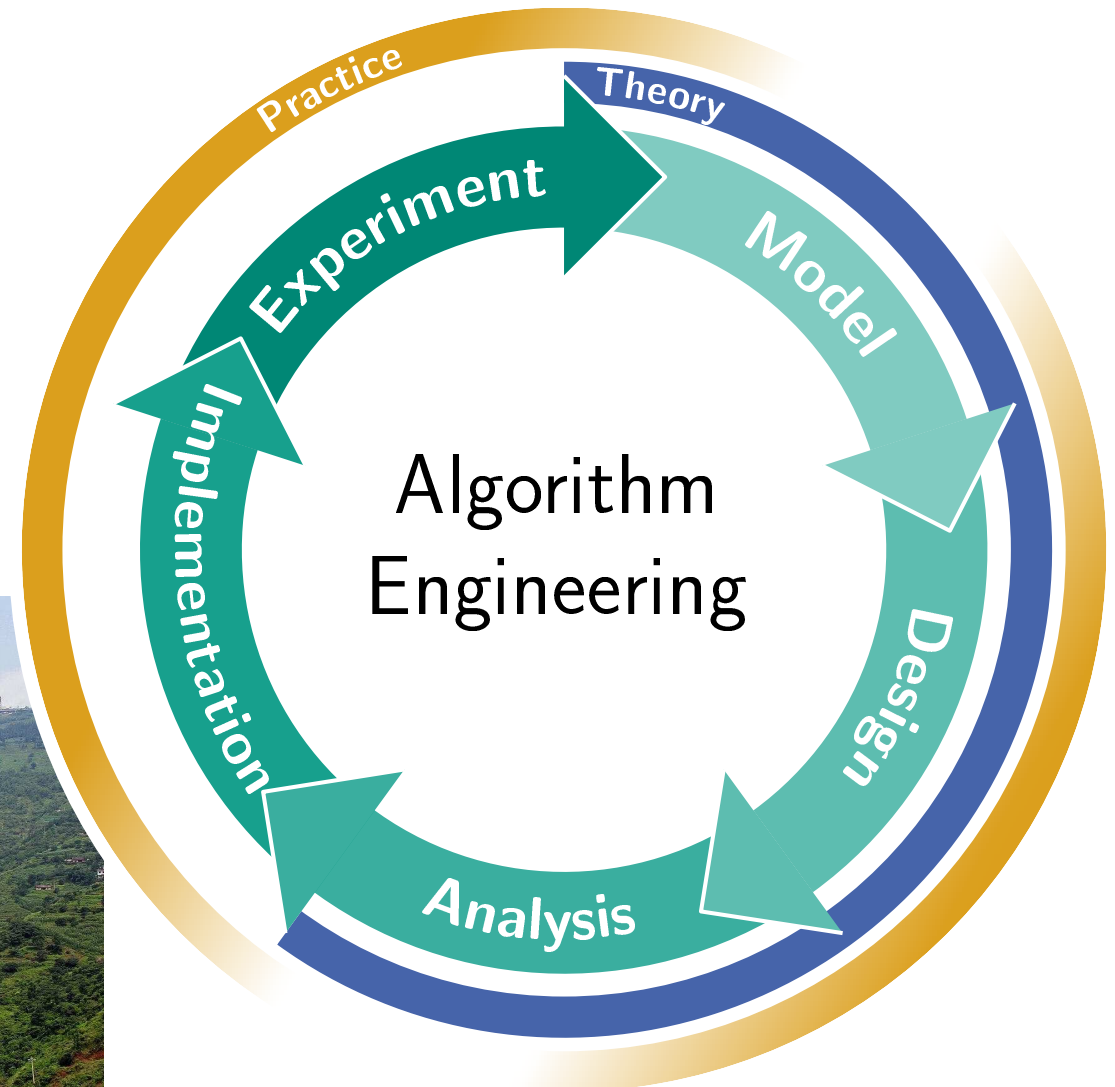 Practice
Theory
Experiment
Model
Implementation
Algorithm
Engineering
Design
Analysis